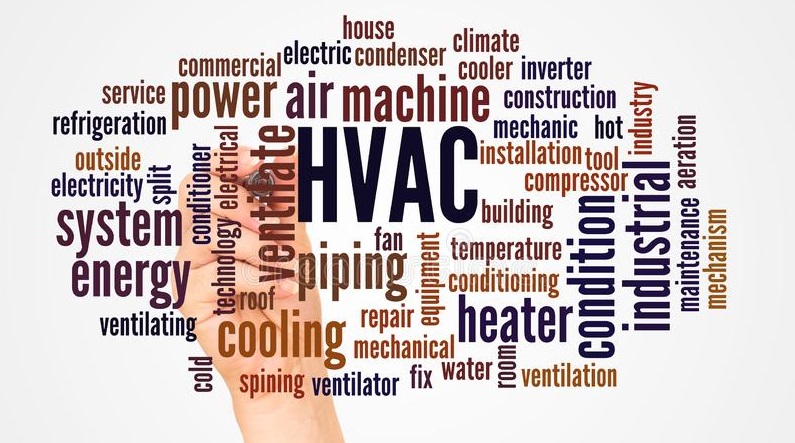 house
climate
electric condenser
commercial
cooler inverter
service
power air machine construction
refrigeration
mechanic hot
industry
outside
electrical
ventilate
HVAC
installation tool
aeration
electricity split conditioner
compressor
system
building
condition
industrial
maintenance
mechanism
technology
fan
temperature
energy
piping
equipment
conditioning
roof
ventilating
cooling
repair
heater
mechanical
cold
spining ventilator fix water room ventilation